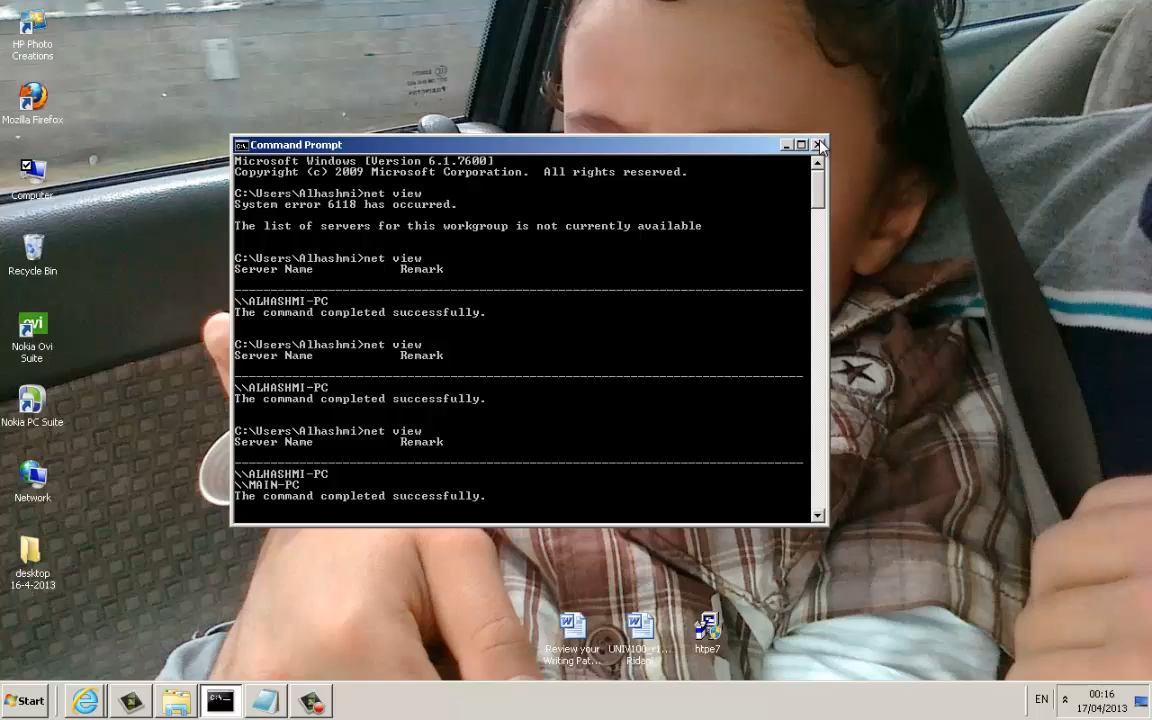 HP Photo
Creations
Mozilla Firefox
Computer
Recycle Bin
ovi
Nokia Ovi
Suite
Nokia PC Suite
Network
desktop
16-4-2013
C:\ Command Prompt
Microsoft Windows [Version 6.1.7600]
Copyright (c) 2009 Microsoft Corporation.  All rights reserved.
C:\Users\Alhashmi>net view
System error 6118 has occurred.
The list of servers for this workgroup is not currently available
C:\Users\Alhashmi>net view
Server Name            Remark
-------------------------------------------------------------------------------
\\ALHASHMI-PC
The command completed successfully.
C:\Users\Alhashmi>net view
Server Name            Remark
-------------------------------------------------------------------------------
\\ALHASHMI-PC
The command completed successfully.
C:\Users\Alhashmi>net view
Server Name            Remark
-------------------------------------------------------------------------------
\\ALHASHMI-PC
\\MAIN-PC
The command completed successfully.
Review your
Writing Pat...
Ridan
htpe7
Start
EN
00:16
17/04/2013